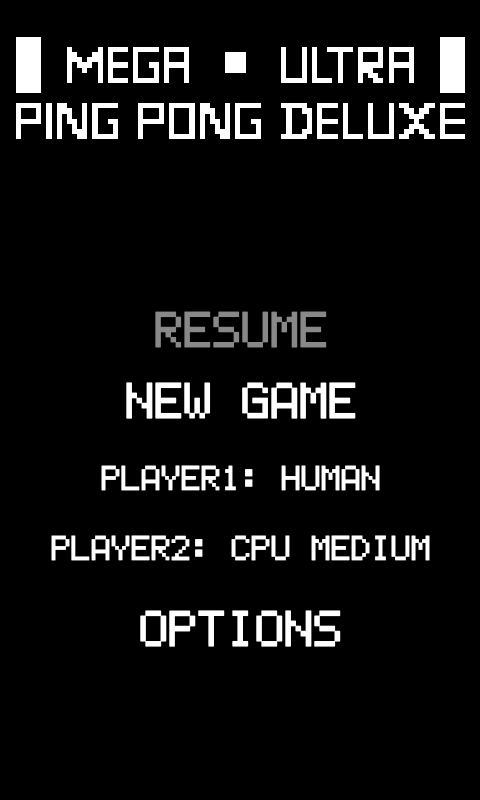 MEGA ▪ ULTRA
PING PONG DELUXE
RESUME
NEW GAME
PLAYER1: HUMAN
PLAYER2: CPU MEDIUM
OPTIONS